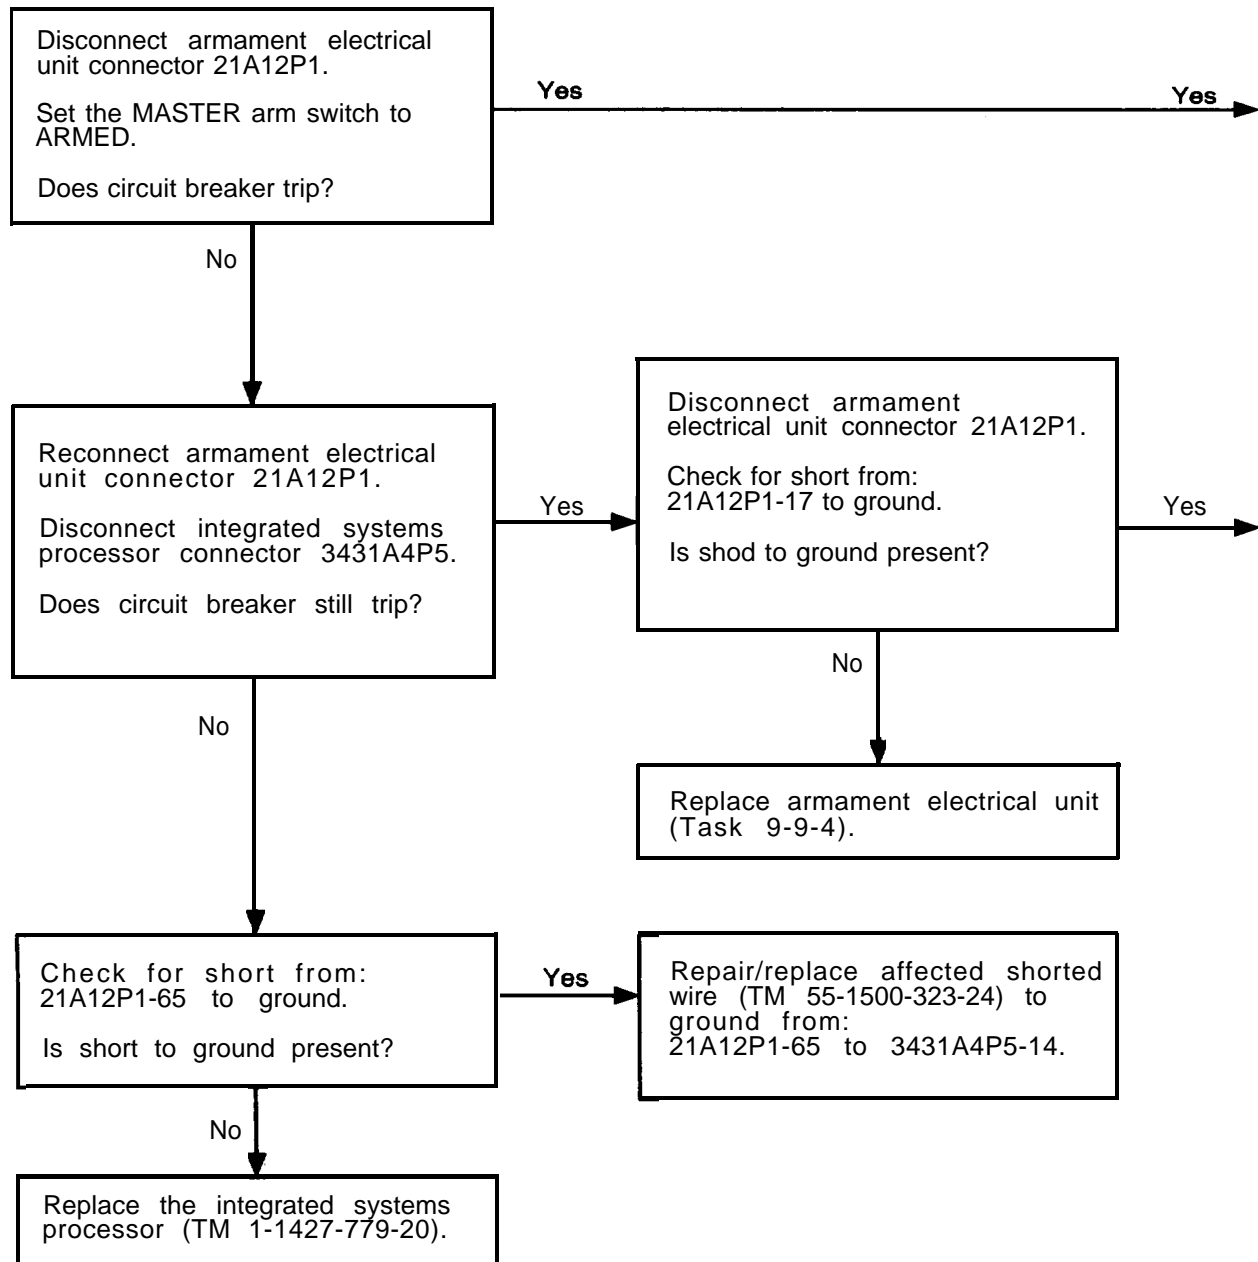 Disconnect armament electrical
unit connector 21A12P1.
Set the MASTER arm switch to
ARMED.
Does circuit breaker trip?
Yes
Yes
No
Reconnect armament electrical
unit connector 21A12P1.
Disconnect integrated systems
processor connector 3431A4P5.
Does circuit breaker still trip?
Yes
Disconnect armament
electrical unit connector 21A12P1.
Check for short from:
21A12P1-17 to ground.
Is shod to ground present?
Yes
No
No
Replace armament electrical unit
(Task 9-9-4).
Check for short from:
21A12P1-65 to ground.
Is short to ground present?
Yes
Repair/replace affected shorted
wire (TM 55-1500-323-24) to
ground from:
21A12P1-65 to 3431A4P5-14.
No
Replace the integrated systems
processor (TM 1-1427-779-20).